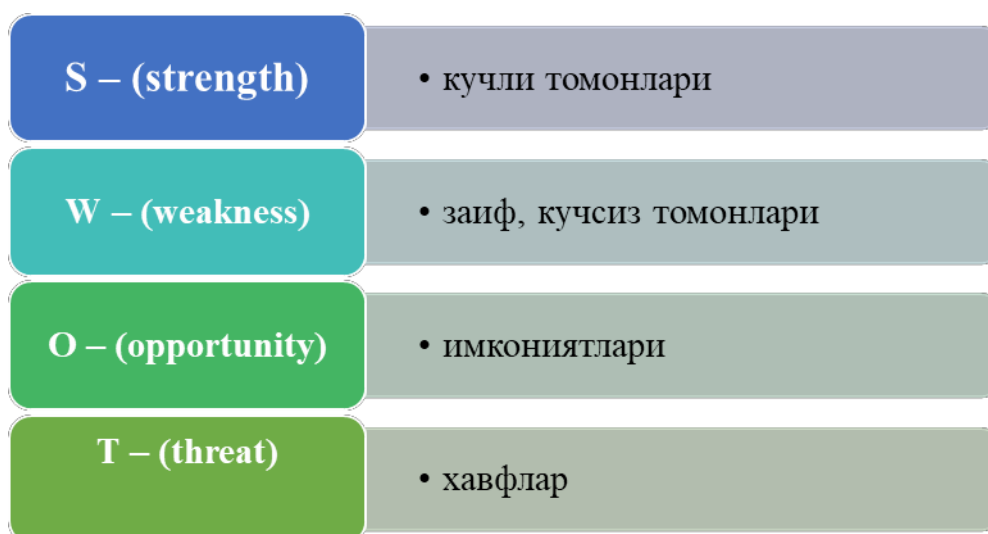 S – (strength)
• кучли томонлари
W – (weakness)
• заиф, кучсиз томонлари
O – (opportunity)
• имкониятлари
T – (threat)
• хавфлар